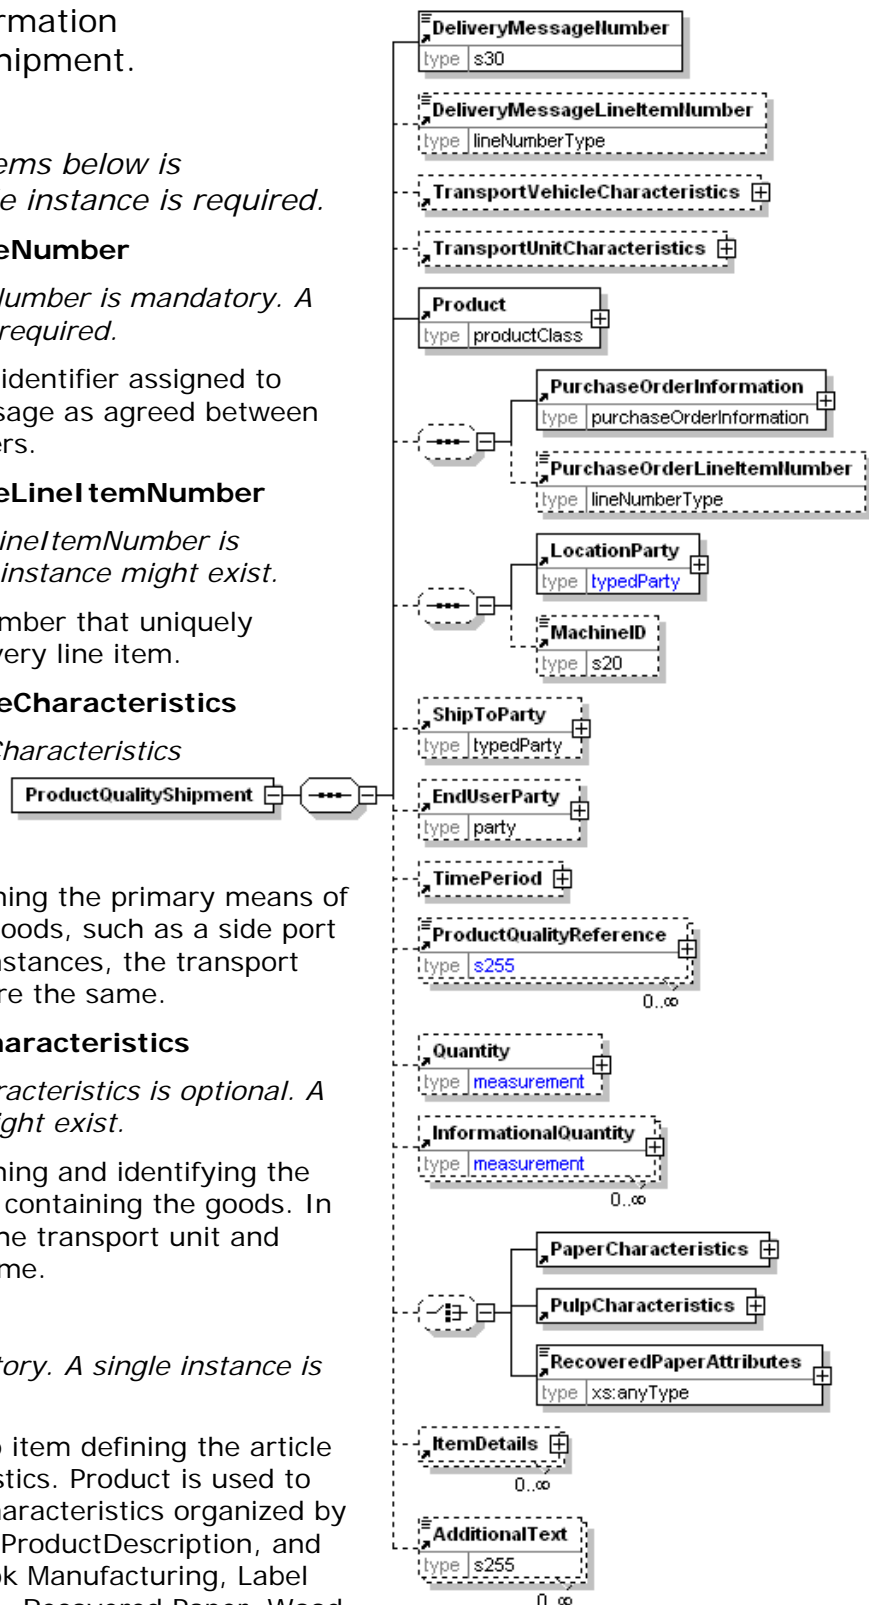 rmation
hipment.
ems below is
e instance is required.
eNumber
Number is mandatory. A
required.
identifier assigned to
sage as agreed between
ers.
eLineItemNumber
ineItemNumber is
instance might exist.
mber that uniquely
very line item.
eCharacteristics
Characteristics
ning the primary means of
oods, such as a side port
nstances, the transport
re the same.
haracteristics
racteristics is optional. A
ight exist.
ning and identifying the
containing the goods. In
he transport unit and
me.
tory. A single instance is
o item defining the article
stics. Product is used to
haracteristics organized by
ProductDescription, and
ok Manufacturing, Label
Recovered Paper, Wood
ProductQualityShipment
DeliveryMessageNumber
type s30
DeliveryMessageLineItemNumber
type lineNumberType
TransportVehicleCharacteristics
TransportUnitCharacteristics
Product
type productClass
PurchaseOrderInformation
type purchaseOrderInformation
PurchaseOrderLineItemNumber
type lineNumberType
LocationParty
type typedParty
MachineID
type s20
ShipToParty
type typedParty
EndUserParty
type party
TimePeriod
ProductQualityReference
type s255
0..∞
Quantity
type measurement
InformationalQuantity
type measurement
0..∞
PaperCharacteristics
PulpCharacteristics
RecoveredPaperAttributes
type xs:anyType
ItemDetails
0..∞
AdditionalText
type s255
0..∞